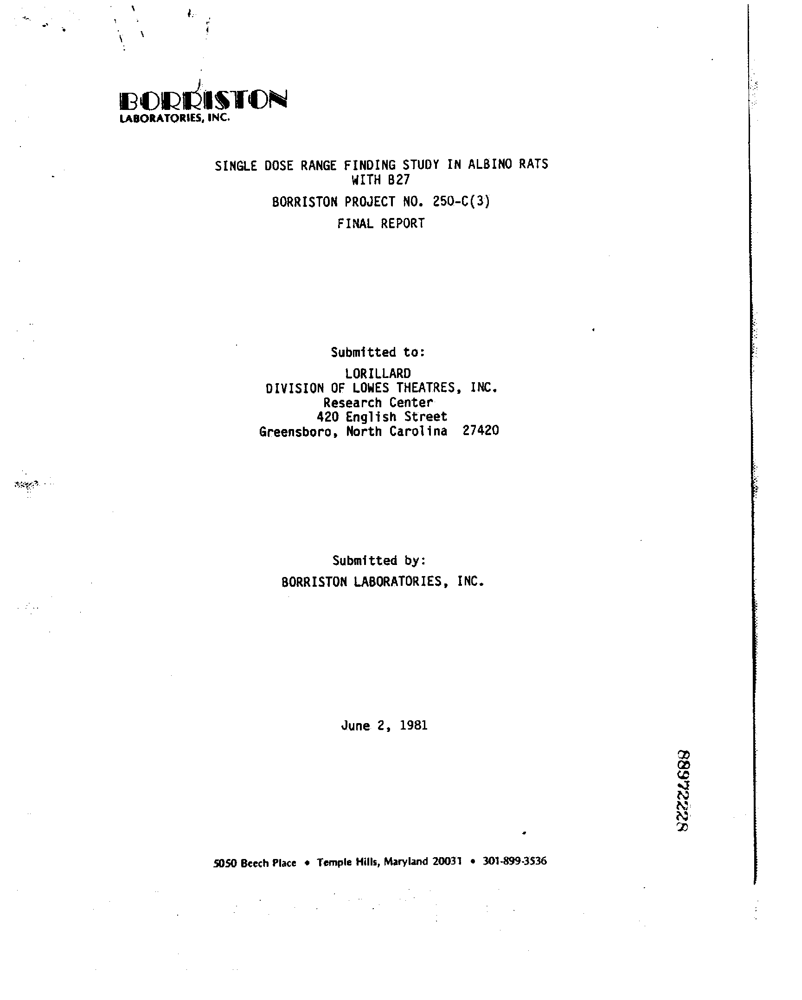 BORRISTON
LABORATORIES, INC.
SINGLE DOSE RANGE FINDING STUDY IN ALBINO RATS
WITH B27
BORRISTON PROJECT NO. 250-C(3)
FINAL REPORT
Submitted to:
LORILLARD
DIVISION OF LOWES THEATRES, INC.
Research Center
420 English Street
Greensboro, North Carolina 27420
Submitted by:
BORRISTON LABORATORIES, INC.
June 2, 1981
88972228
5050 Beech Place • Temple Hills, Maryland 20031 • 301-899-3536